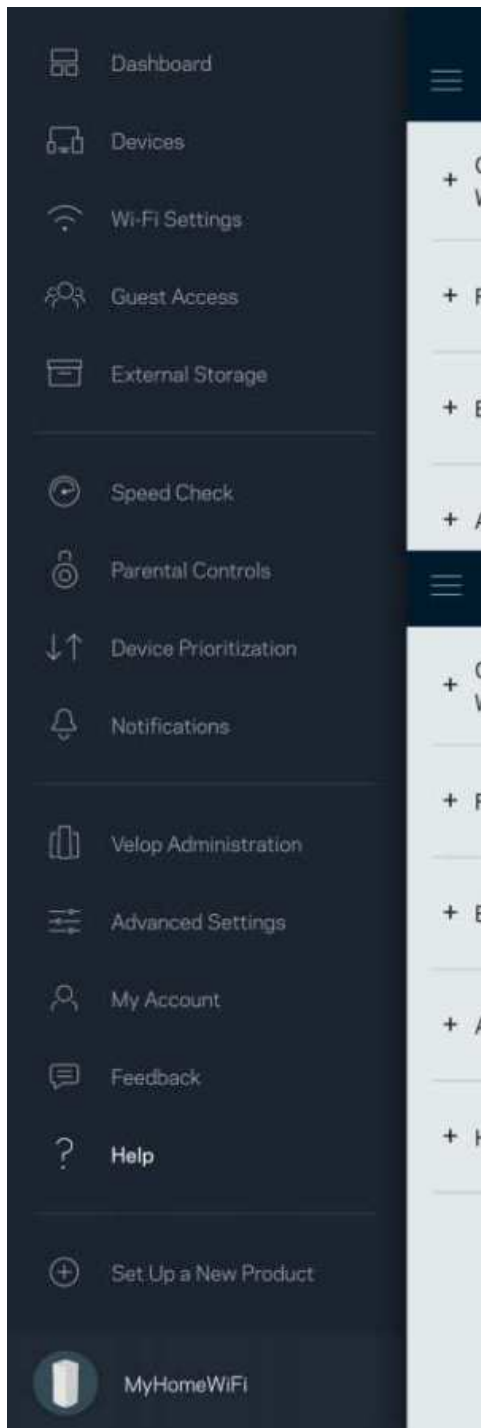 Dashboard
Devices
Wi-Fi Settings
Guest Access
External Storage
Speed Check
Parental Controls
Device Prioritization
Notifications
Velop Administration
Advanced Settings
My Account
Feedback
? Help
Set Up a New Product
MyHomeWiFi